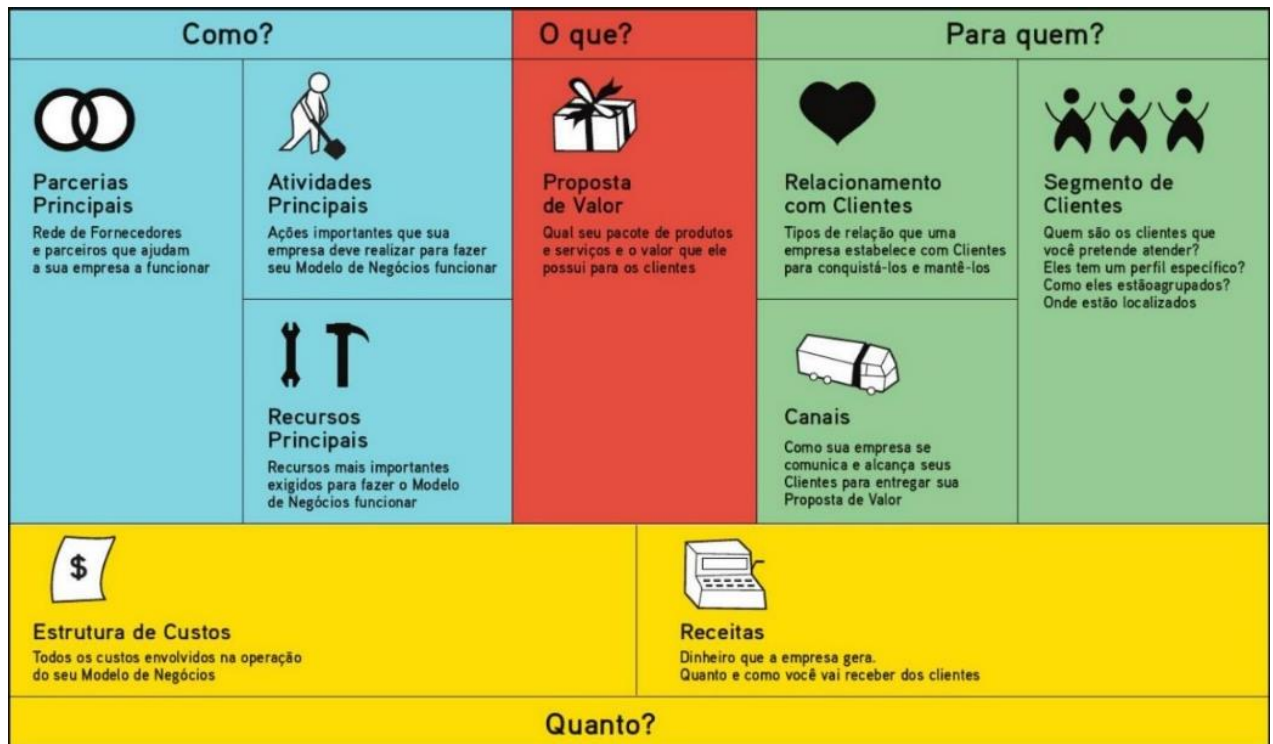 Como?
O que?
Para quem?
Parcerias
Principais
Rede de Fornecedores
e parceiros que ajudam
a sua empresa a funcionar
Atividades
Principais
Ações importantes que sua
empresa deve realizar para fazer
seu Modelo de Negócios funcionar
Recursos
Principais
Recursos mais importantes
exigidos para fazer o Modelo
de Negócios funcionar
Proposta
de Valor
Qual seu pacote de produtos
e serviços e o valor que ele
possui para os clientes
Relacionamento
com Clientes
Tipos de relação que uma
empresa estabelece com Clientes
para conquistá-los e mantê-los
Canais
Como sua empresa se
comunica e alcança seus
Clientes para entregar sua
Proposta de Valor
Segmento de
Clientes
Quem são os clientes que
você pretende atender?
Eles tem um perfil específico?
Como eles estãoagrupados?
Onde estão localizados
$
Estrutura de Custos
Todos os custos envolvidos na operação
do seu Modelo de Negócios
Receitas
Dinheiro que a empresa gera.
Quanto e como você vai receber dos clientes
Quanto?